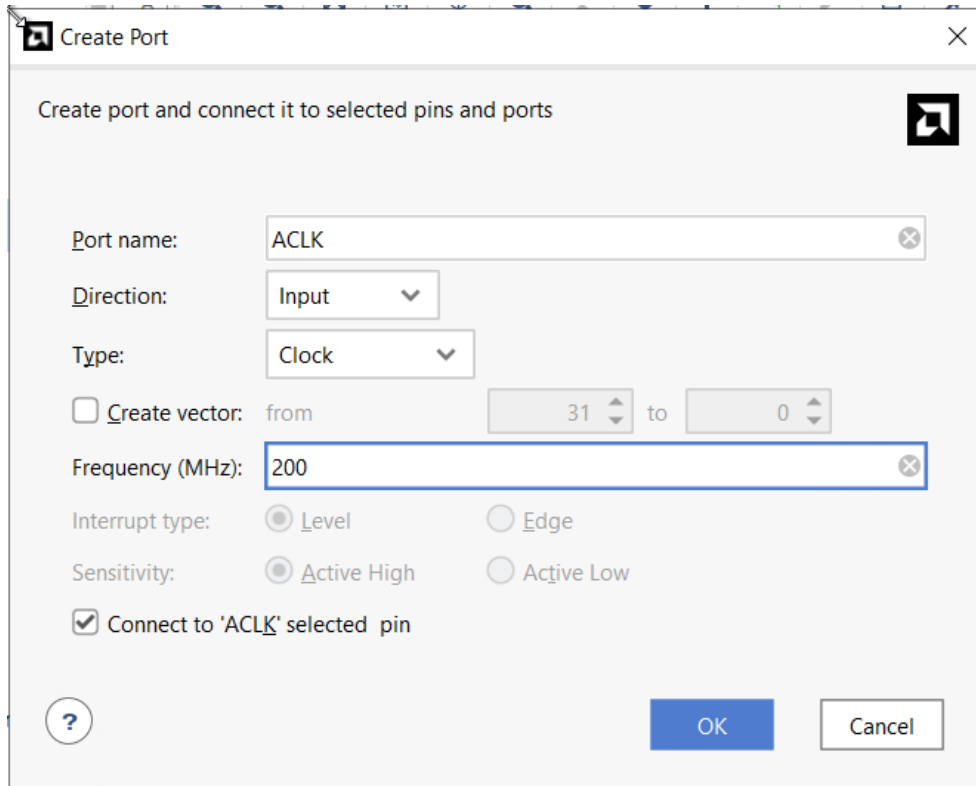 Create Port
Create port and connect it to selected pins and ports
Port name: ACLK
Direction: Input
Type: Clock
Create vector: from 31 to 0
Frequency (MHz): 200
Interrupt type: Level Edge
Sensitivity: Active High Active Low
Connect to 'ACLK' selected pin
? OK Cancel